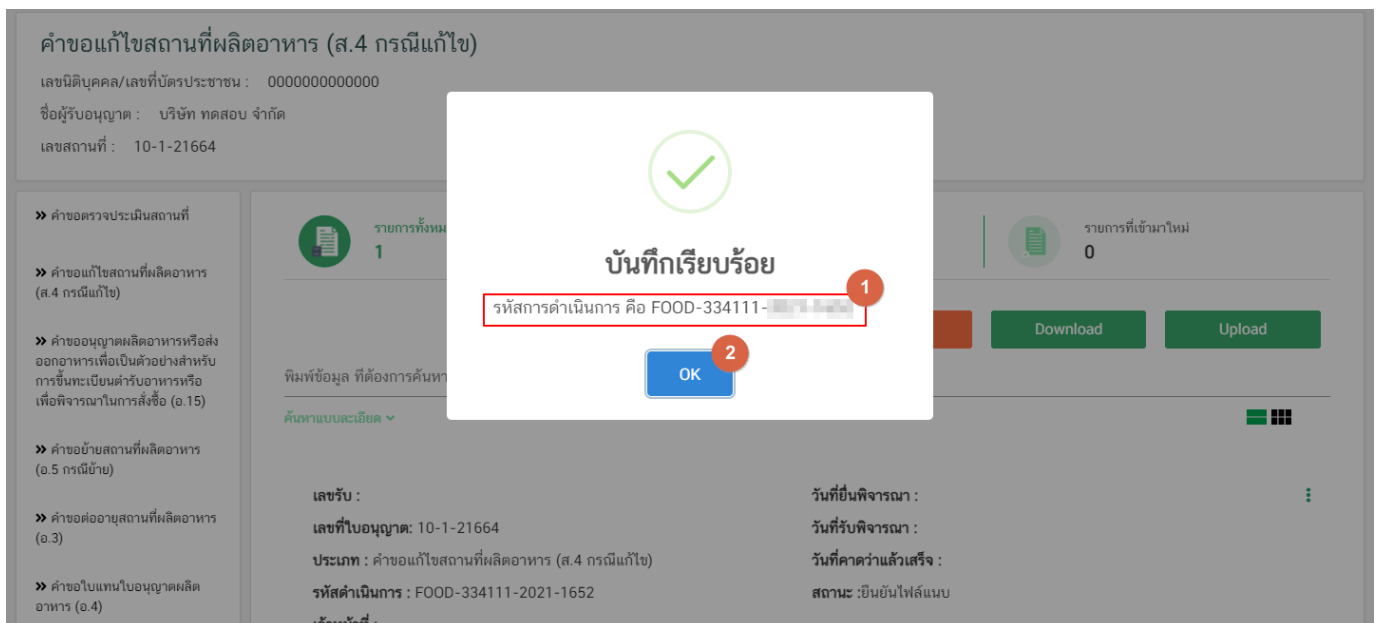 คำขอแก้ไขสถานที่ผลิตอาหาร (ส.4 กรณีแก้ไข)
เลขนิติบุคคล/เลขที่บัตรประชาชน : 0000000000000
ชื่อผู้รับอนุญาต : บริษัท ทดสอบ จำกัด
เลขสถานที่ : 10-1-21664
คำขอตรวจประเมินสถานที่
คำขอแก้ไขสถานที่ผลิตอาหาร
(ส.4 กรณีแก้ไข)
คำขออนุญาตผลิตอาหารหรือส่ง
ออกอาหารเพื่อเป็นตัวอย่างสำหรับ
การขึ้นทะเบียนตำรับอาหารหรือ
เพื่อพิจารณาในการสั่งซื้อ (อ.15)
คำขอย้ายสถานที่ผลิตอาหาร
(อ.5 กรณีย้าย)
คำขอต่ออายุสถานที่ผลิตอาหาร
(อ.3)
คำขอใบแทนใบอนุญาตผลิต
อาหาร (อ.4)
รายการทั้งหม
1
รายการที่เข้ามาใหม่
0
บันทึกเรียบร้อย
1
รหัสการดำเนินการ คือ FOOD-334111-
2
OK
Download
Upload
พิมพ์ข้อมูล ที่ต้องการค้นหา
ค้นหาแบบละเอียด
เลขรับ :
เลขที่ใบอนุญาต: 10-1-21664
ประเภท : คำขอแก้ไขสถานที่ผลิตอาหาร (ส.4 กรณีแก้ไข)
รหัสดำเนินการ : FOOD-334111-2021-1652
วันที่ยื่นพิจารณา :
วันที่รับพิจารณา :
วันที่คาดว่าแล้วเสร็จ :
สถานะ :ยืนยันไฟล์แนบ